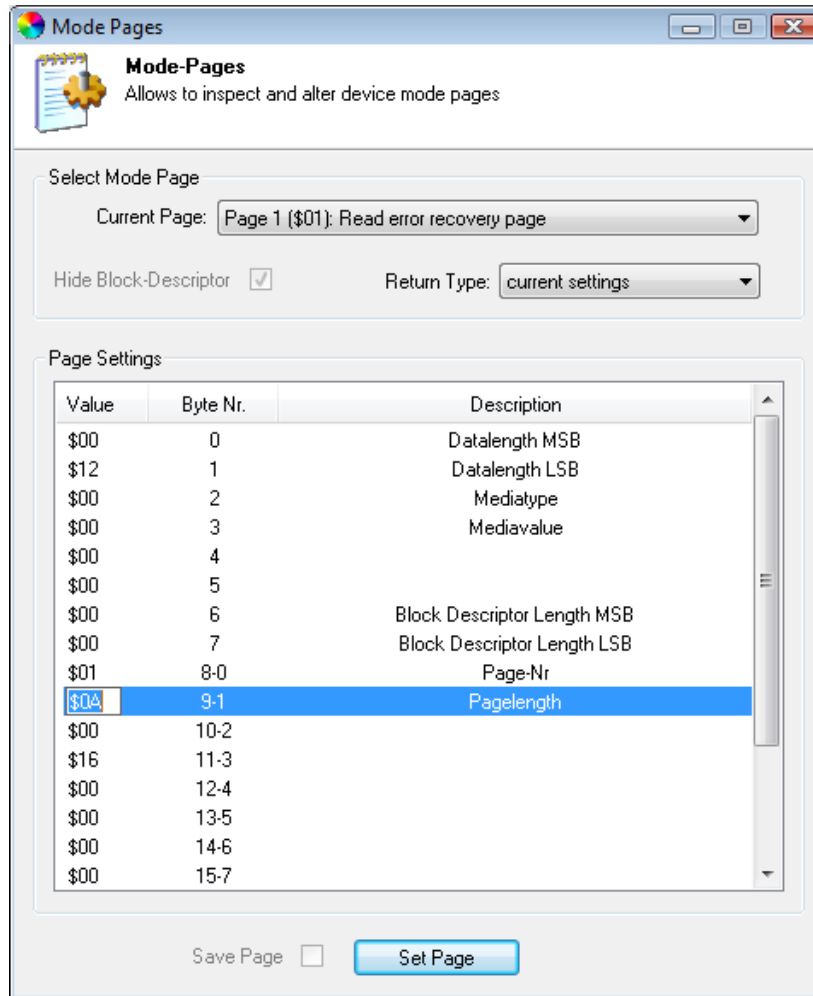 Mode Pages
Mode-Pages
Allows to inspect and alter device mode pages
Select Mode Page
Current Page: Page 1 ($01): Read error recovery page
Hide Block-Descriptor Return Type: current settings
Page Settings
Value Byte Nr. Description
$00 0 Datalength MSB
$12 1 Datalength LSB
$00 2 Mediatype
$00 3 Mediavalue
$00 4
$00 5
$00 6 Block Descriptor Length MSB
$00 7 Block Descriptor Length LSB
$01 8-0 Page-Nr
$0A 9-1 Pagelength
$00 10-2
$16 11-3
$00 12-4
$00 13-5
$00 14-6
$00 15-7
Save Page Set Page